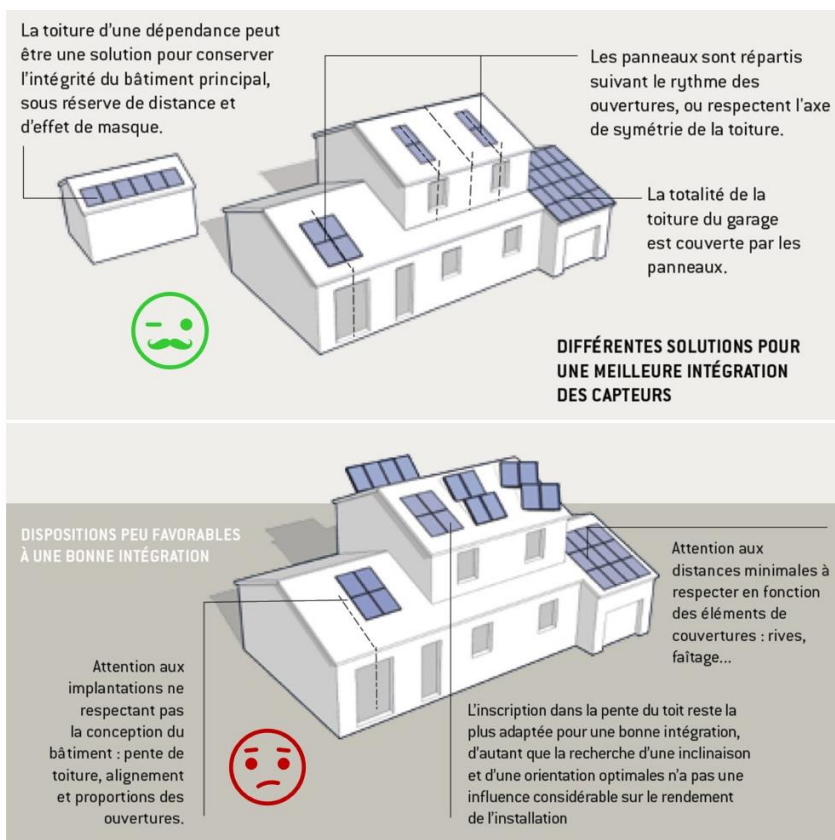 La toiture d'une dépendance peut
être une solution pour conserver
l'intégrité du bâtiment principal,
sous réserve de distance et
d'effet de masque.
Les panneaux sont répartis
suivant le rythme des
ouvertures, ou respectent l'axe
de symétrie de la toiture.
La totalité de la
toiture du garage
est couverte par les
panneaux.
DIFFÉRENTES SOLUTIONS POUR
UNE MEILLEURE INTÉGRATION
DES CAPTEURS
DISPOSITIONS PEU FAVORABLES
À UNE BONNE INTÉGRATION
Attention aux
distances minimales à
respecter en fonction
des éléments de
couvertures : rives,
faîtage...
Attention aux
implantations ne
respectant pas
la conception du
bâtiment : pente de
toiture, alignement
et proportions des
ouvertures.
L'inscription dans la pente du toit reste la
plus adaptée pour une bonne intégration,
d'autant que la recherche d'une inclinaison
et d'une orientation optimales n'a pas une
influence considérable sur le rendement
de l'installation